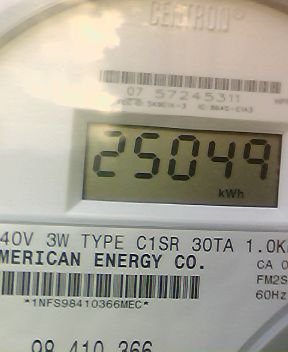 CENTRON®
07 57245311
25049
kWh
40V 3W TYPE C1SR 30TA 1.0K
MERICAN ENERGY CO.
CA 0
FM2S
60Hz
*1NFS98410366MEC*
98 410 366